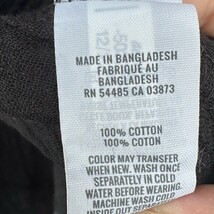 MADE IN BANGLADESH
FABRIQUÉ AU
BANGLADESH
RN 54485 CA 03873
100% COTTON
100% COTON
COLOR MAY TRANSFER
WHEN NEW. WASH ONCE
SEPARATELY IN COLD
WATER BEFORE WEARING.
MACHINE WASH COLD